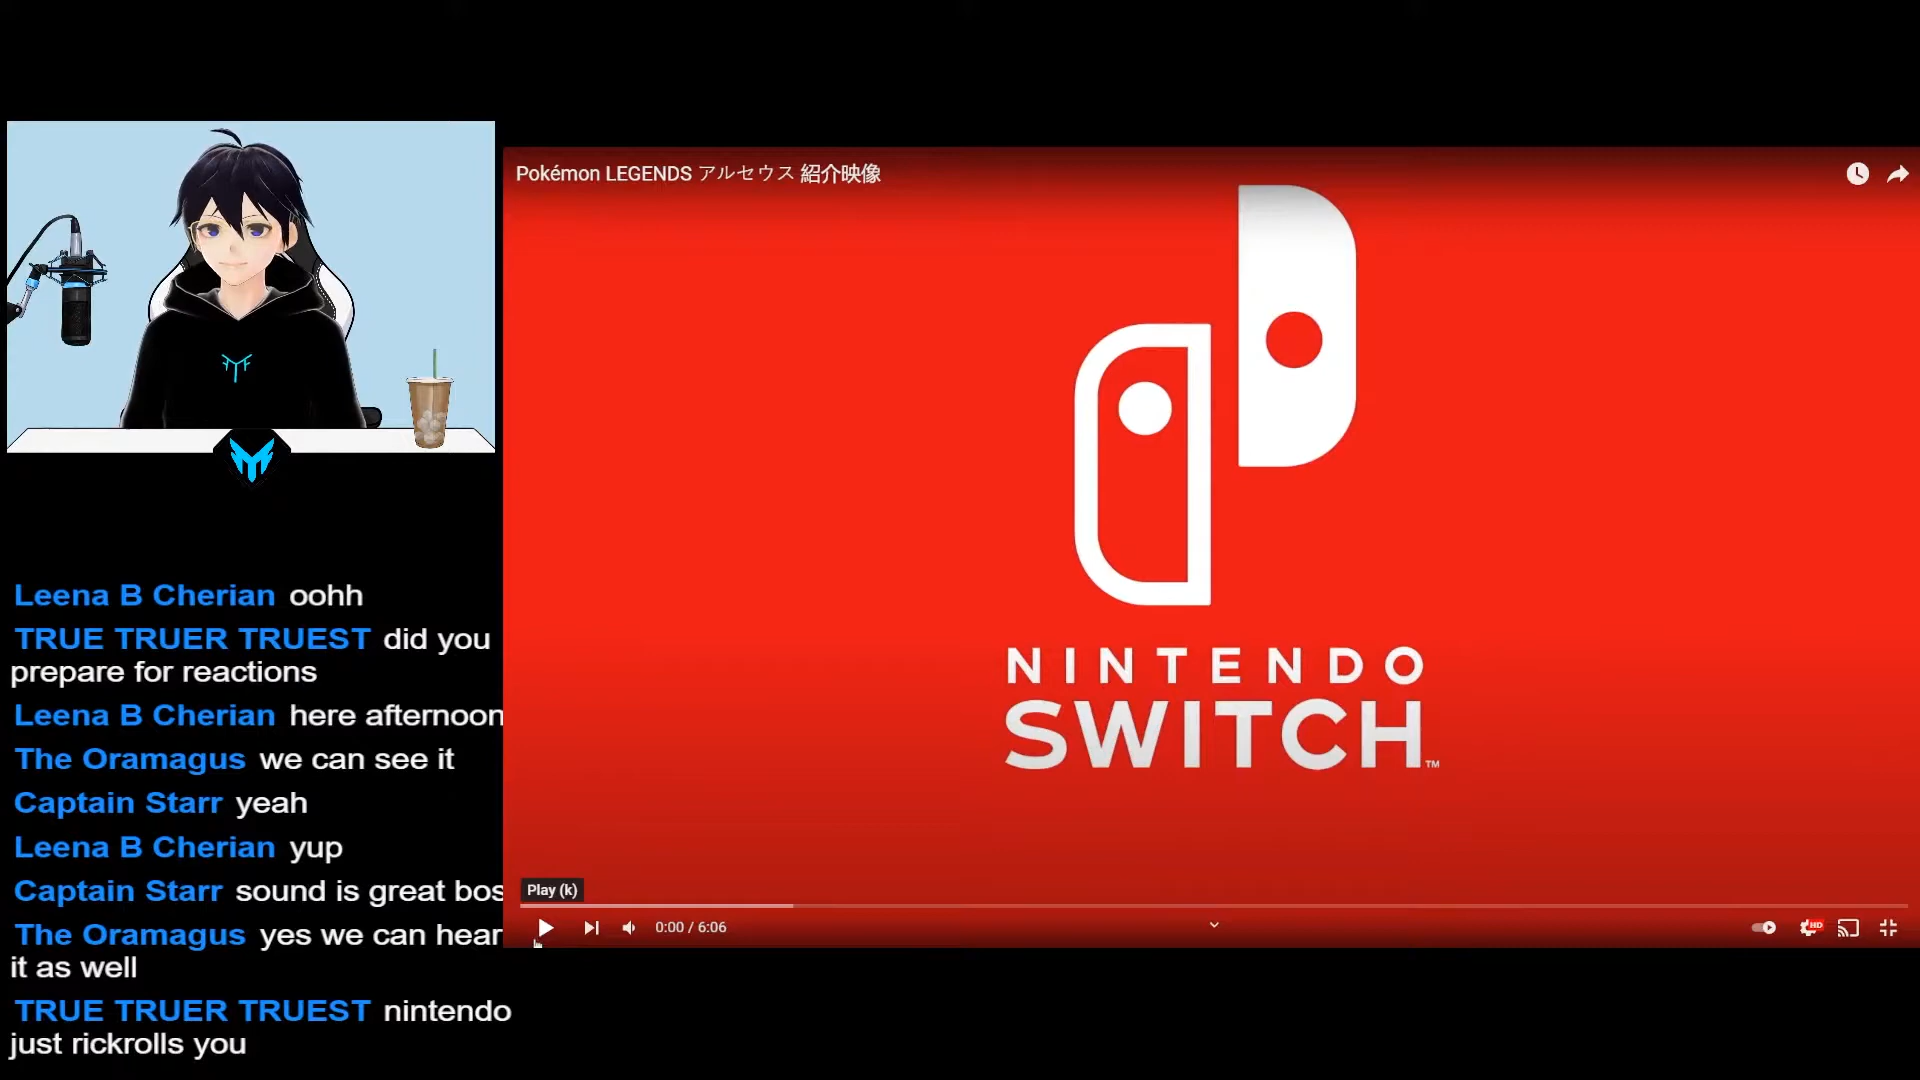 Pokémon LEGENDS アルセウス 紹介映像
NINTENDO
SWITCH™
Leena B Cherian oohh
TRUE TRUER TRUEST did you
prepare for reactions
Leena B Cherian here afternoon
The Oramagus we can see it
Captain Starr yeah
Leena B Cherian yup
Captain Starr sound is great bos
The Oramagus yes we can hear
it as well
TRUE TRUER TRUEST nintendo
just rickrolls you
Play (k)
0:00 / 6:06
HD